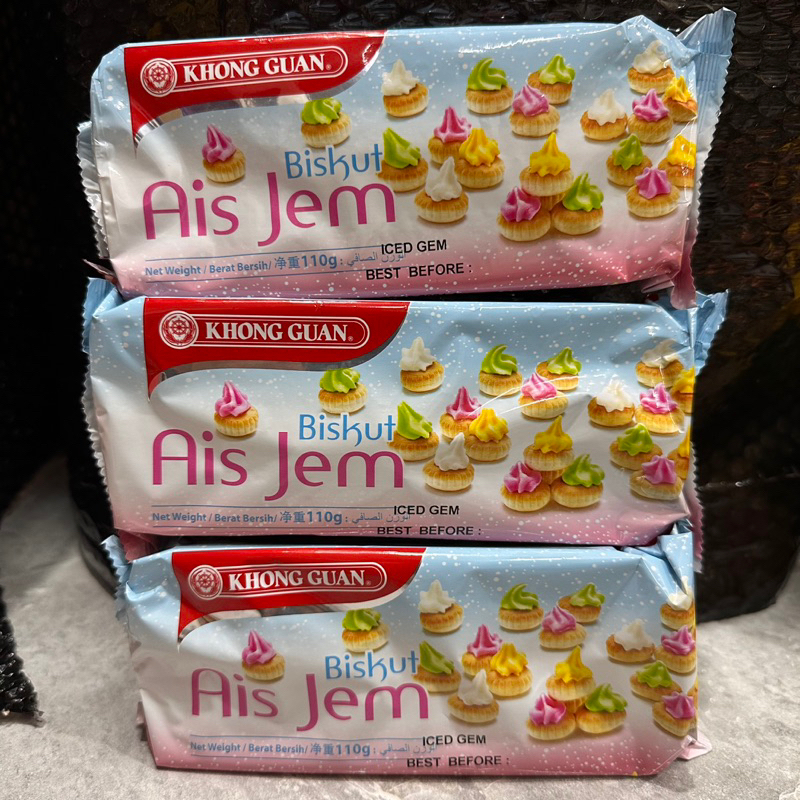 KHONG GUAN®
Biskut
Ais Jem
Net Weight / Berat Bersih / 净重 110g : الوزن الصافي
ICED GEM
BEST BEFORE :
KHONG GUAN®
Biskut
Ais Jem
Net Weight / Berat Bersih / 净重 110g : الوزن الصافي
ICED GEM
BEST BEFORE :
KHONG GUAN®
Biskut
Ais Jem
Net Weight / Berat Bersih / 净重 110g : الوزن الصافي
ICED GEM
BEST BEFORE :